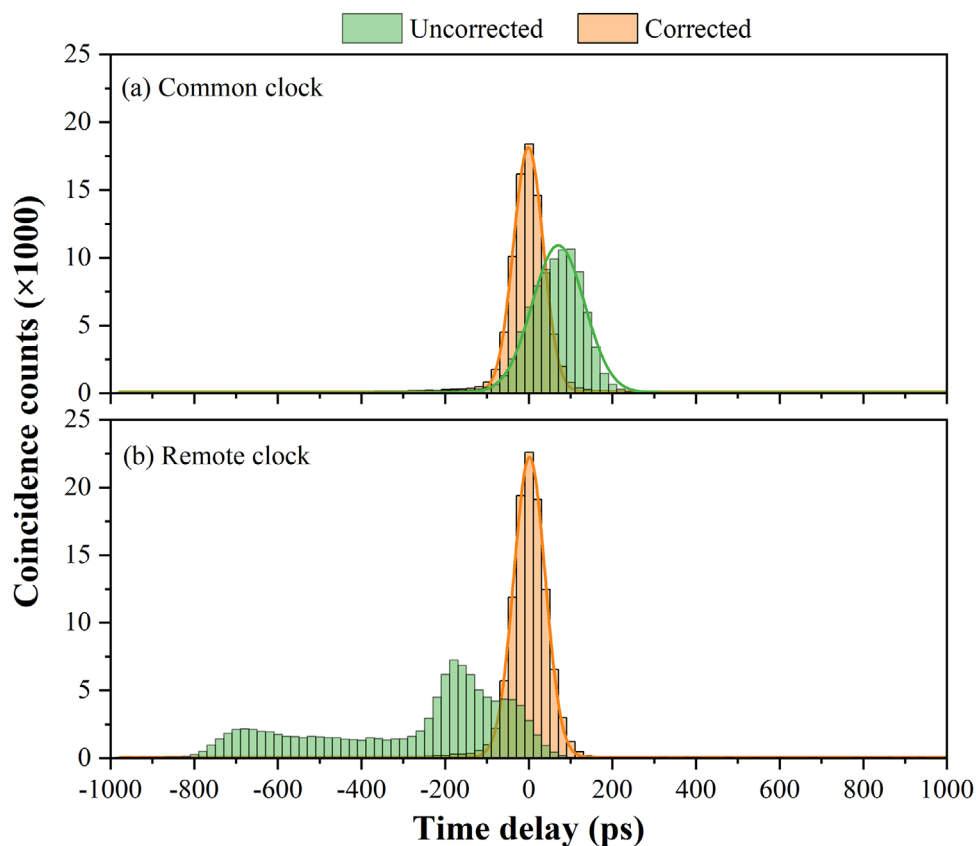 Uncorrected Corrected
25
(a) Common clock
20
15
10
5
0
25
(b) Remote clock
20
15
10
5
0
-1000 -800 -600 -400 -200 0 200 400 600 800 1000
Time delay (ps)
Coincidence counts (×1000)